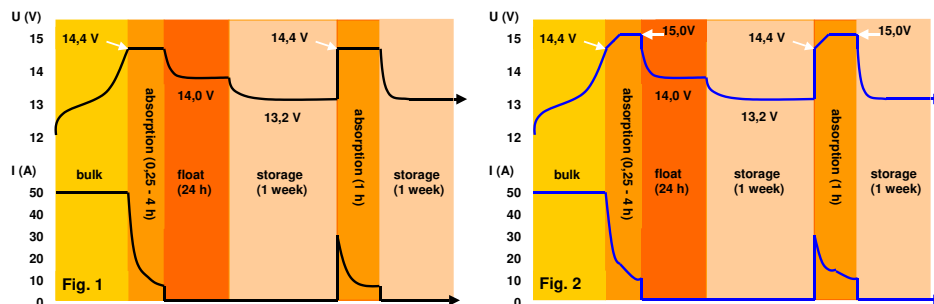 U (V)
15
14
13
12
I (A)
50
40
30
20
10
0
14,4 V
14,0 V
13,2 V
14,4 V
bulk
absorption (0,25 - 4 h)
float
(24 h)
storage
(1 week)
absorption (1 h)
storage
(1 week)
Fig. 1
U (V)
15
14
13
12
I (A)
50
40
30
20
10
0
14,4 V
15,0V
14,0 V
13,2 V
14,4 V
15,0V
bulk
absorption (0,25 - 4 h)
float
(24 h)
storage
(1 week)
absorption (1 h)
storage
(1 week)
Fig. 2